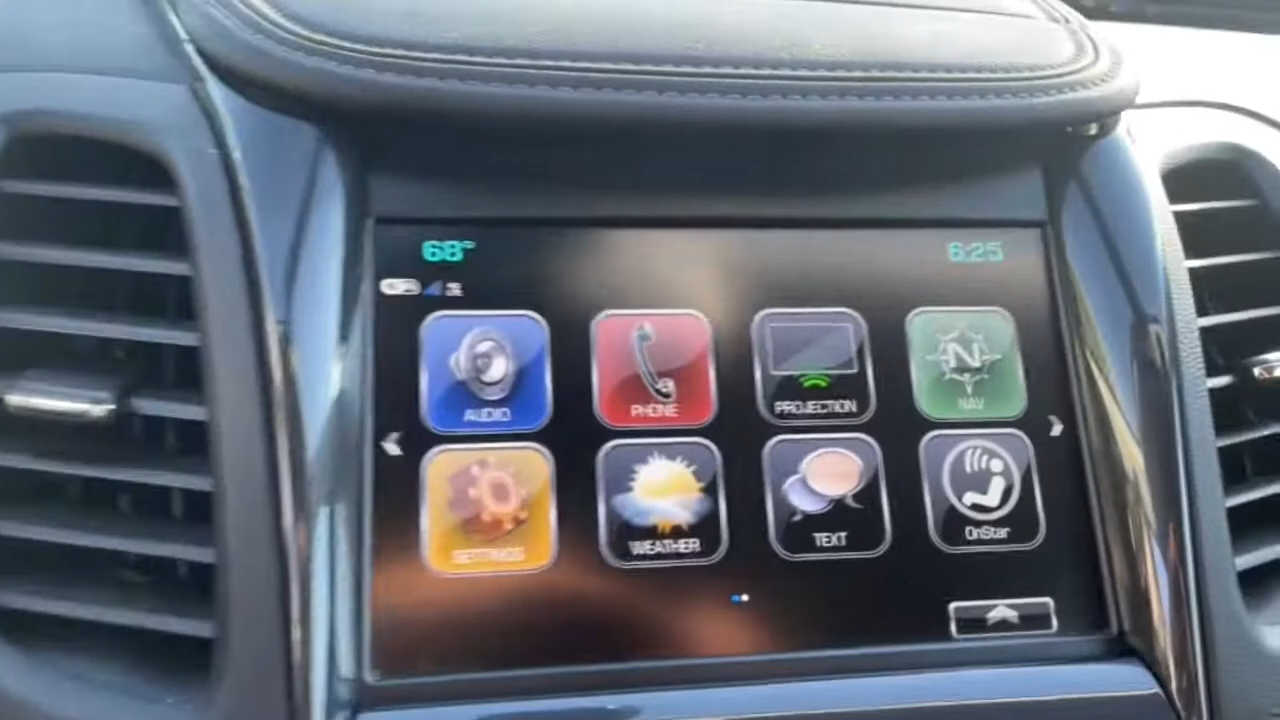 68° 6:25
AUDIO PHONE PROJECTION N NAV
SETTINGS WEATHER TEXT OnStar